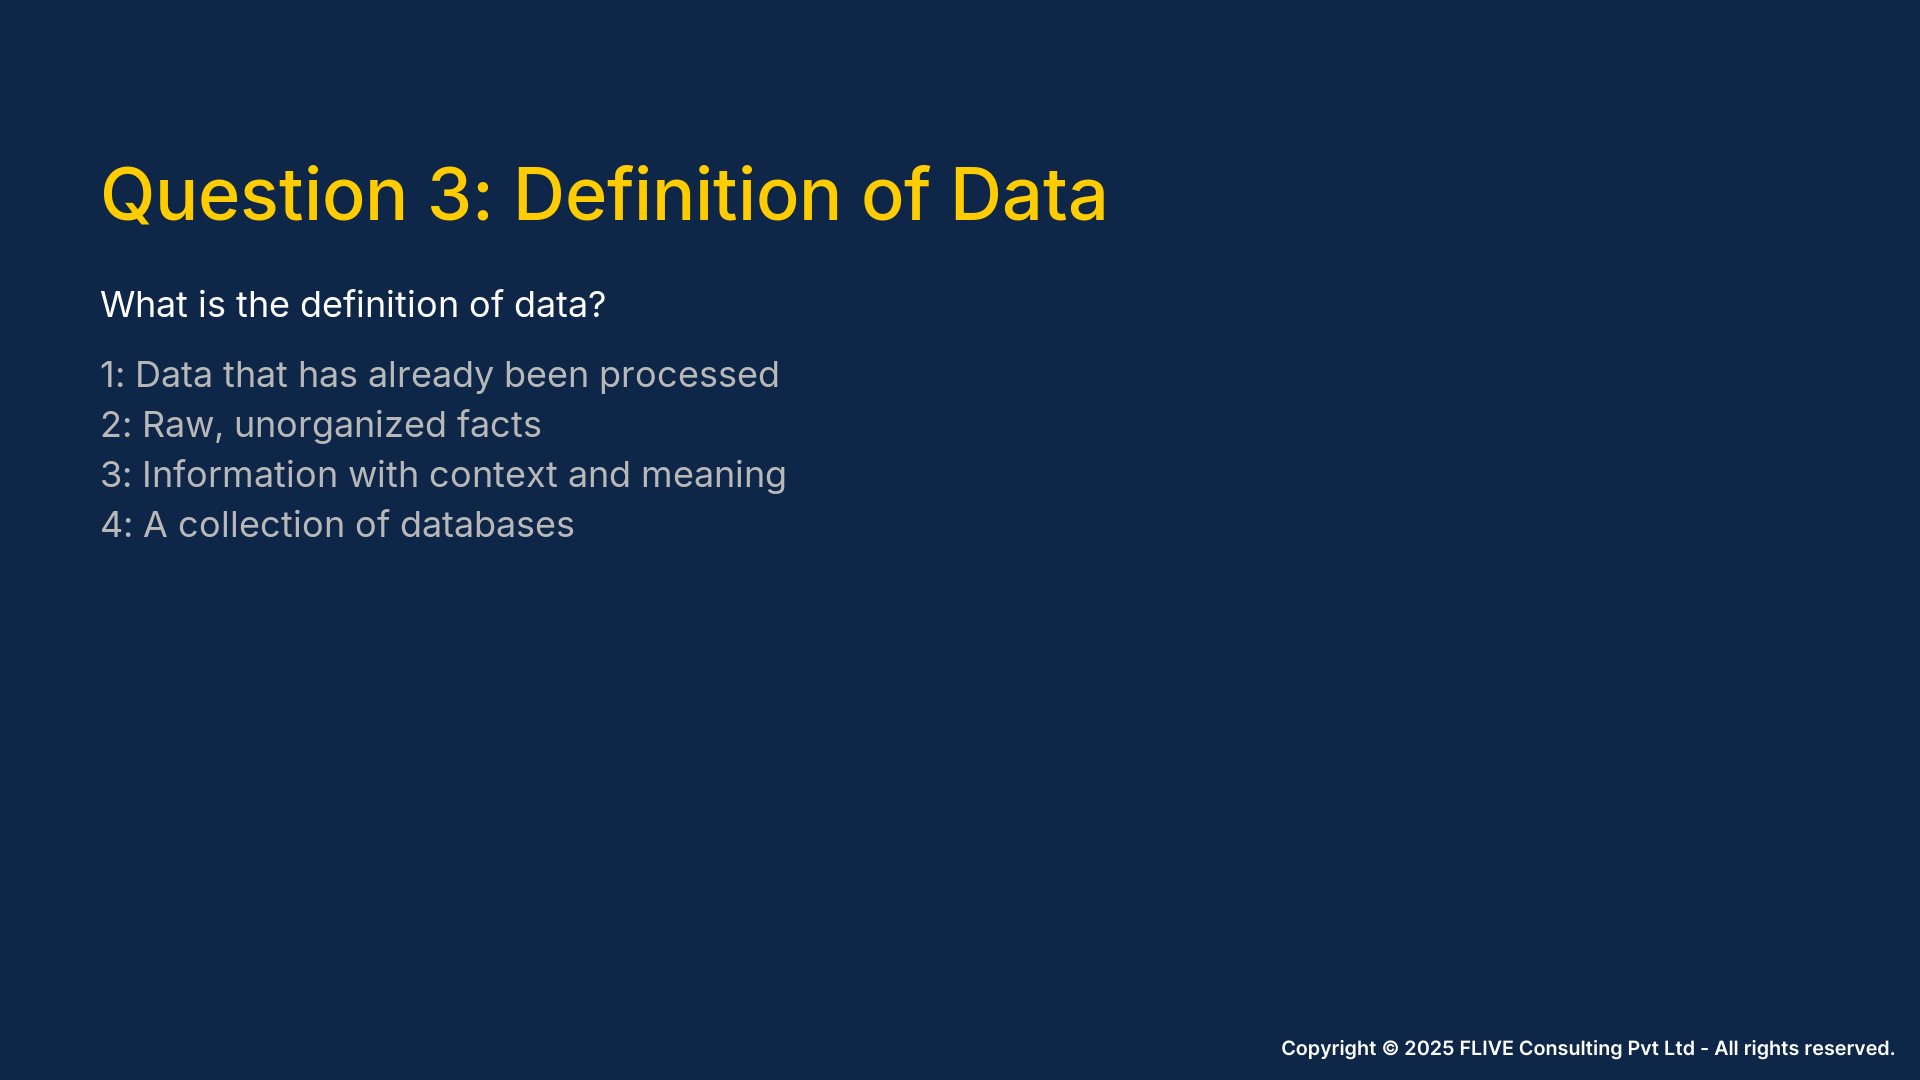 Question 3: Definition of Data
What is the definition of data?
1: Data that has already been processed
2: Raw, unorganized facts
3: Information with context and meaning
4: A collection of databases
Copyright © 2025 FLIVE Consulting Pvt Ltd - All rights reserved.